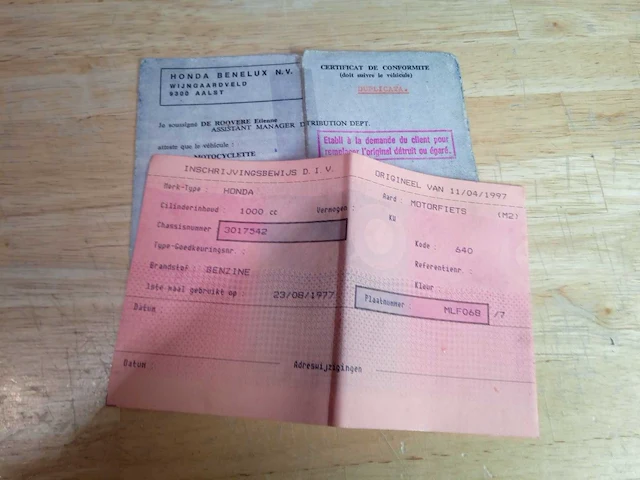 HONDA BENELUX N.V.
WIJNGAARDVELD
9300 AALST
Je soussigné DE ROOVERE Etienne
ASSISTANT MANAGER DISTRIBUTION DEPT.
atteste que le véhicule :
MOTOCYCLETTE
CERTIFICAT DE CONFORMITE
(doit suivre le véhicule)
DUPLICATA.
Etabli à la demande du client pour
remplacer l'original détruit ou égaré.
INSCHRIJVINGSBEWIJS D.I.V.
ORIGINEEL VAN 11/04/1997
Merk-Type HONDA
Aard : MOTORFIETS (M2)
Cilinderinhoud : 1000 cc Vermogen : KW
Chassisnummer 3017542
Kode : 640
Type-Goedkeuringsnr. :
Referentienr. :
Brandstof : BENZINE
Kleur :
1ste maal gebruikt op 23/08/1977
Plaatnummer : MLF068 /7
Datum
Datum Adreswijzigingen